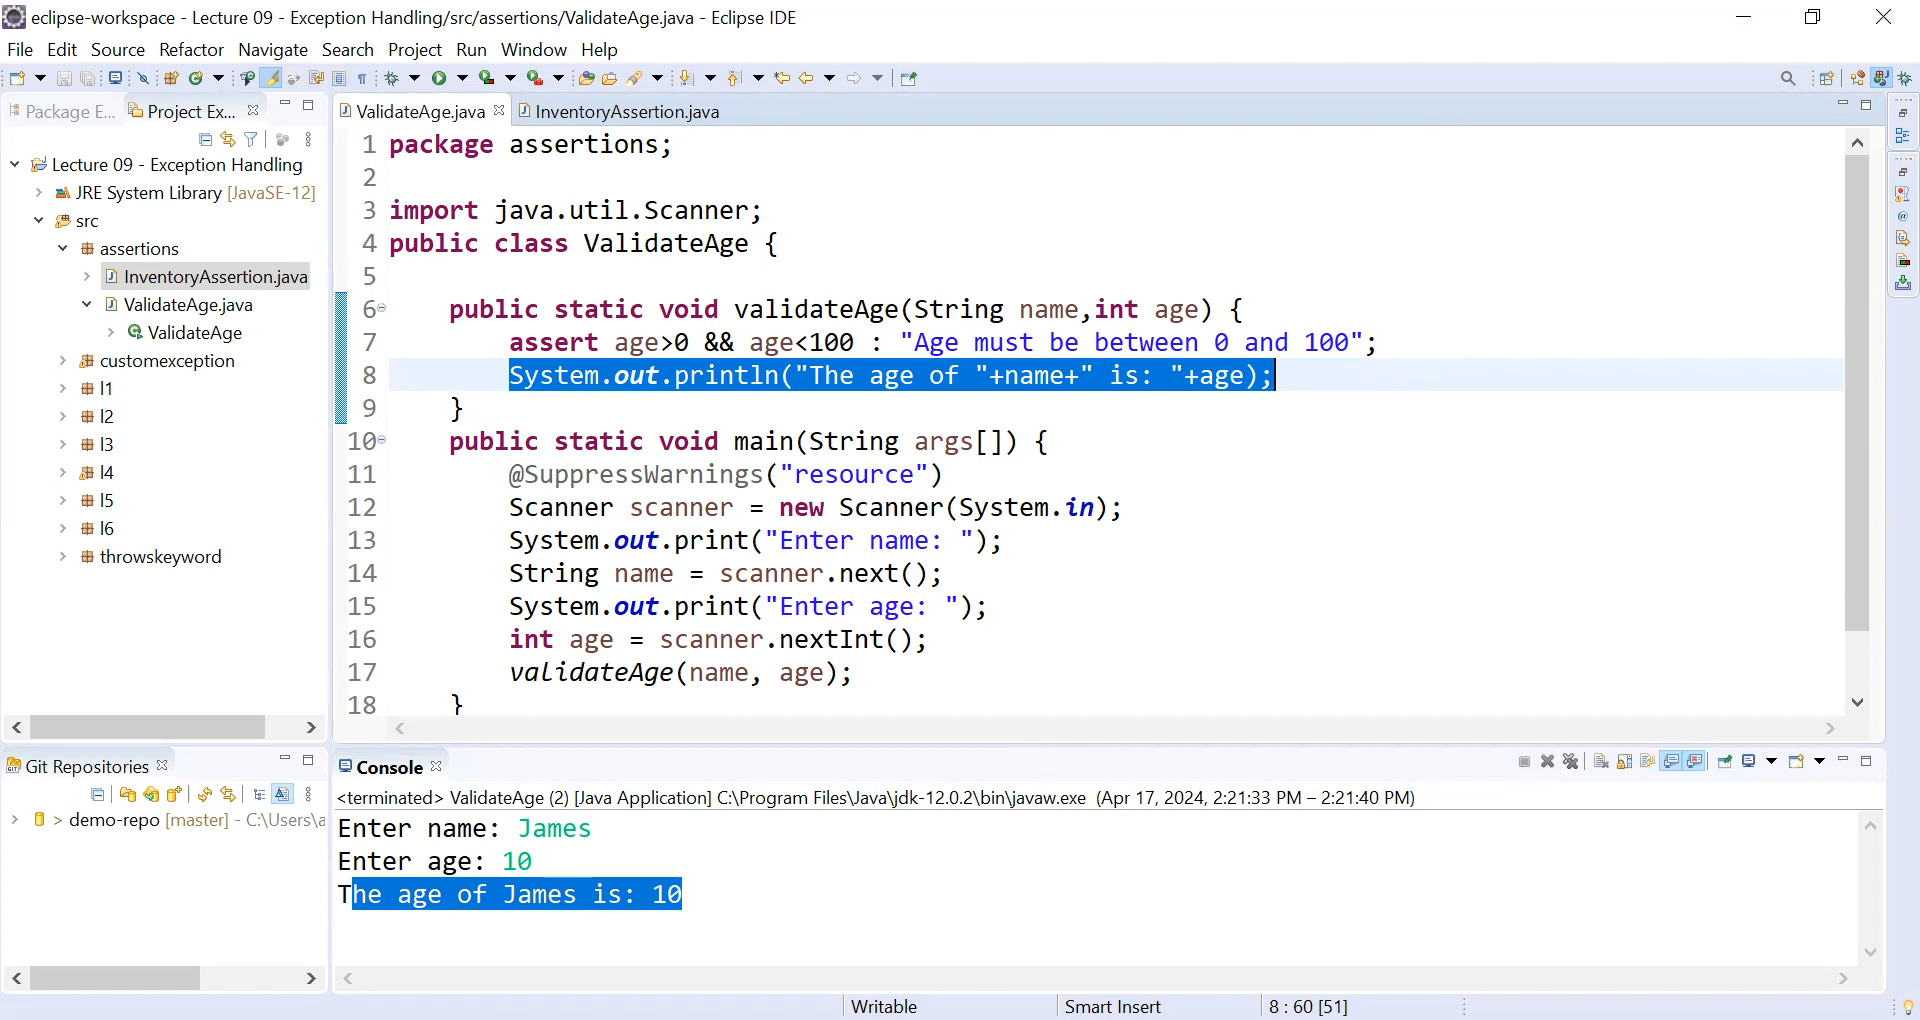 eclipse-workspace - Lecture 09 - Exception Handling/src/assertions/ValidateAge.java - Eclipse IDE
File Edit Source Refactor Navigate Search Project Run Window Help
Package E... Project Ex...
Lecture 09 - Exception Handling
JRE System Library [JavaSE-12]
src
assertions
InventoryAssertion.java
ValidateAge.java
ValidateAge
customexception
l1
l2
l3
l4
l5
l6
throwskeyword
ValidateAge.java InventoryAssertion.java
1 package assertions;
2
3 import java.util.Scanner;
4 public class ValidateAge {
5
6 public static void validateAge(String name,int age) {
7 assert age>0 && age<100 : "Age must be between 0 and 100";
8 System.out.println("The age of "+name+" is: "+age);
9 }
10 public static void main(String args[]) {
11 @SuppressWarnings("resource")
12 Scanner scanner = new Scanner(System.in);
13 System.out.print("Enter name: ");
14 String name = scanner.next();
15 System.out.print("Enter age: ");
16 int age = scanner.nextInt();
17 validateAge(name, age);
18 }
Git Repositories
> demo-repo [master] - C:\Users\a
Console
<terminated> ValidateAge (2) [Java Application] C:\Program Files\Java\jdk-12.0.2\bin\javaw.exe (Apr 17, 2024, 2:21:33 PM – 2:21:40 PM)
Enter name: James
Enter age: 10
The age of James is: 10
Writable Smart Insert 8 : 60 [51]